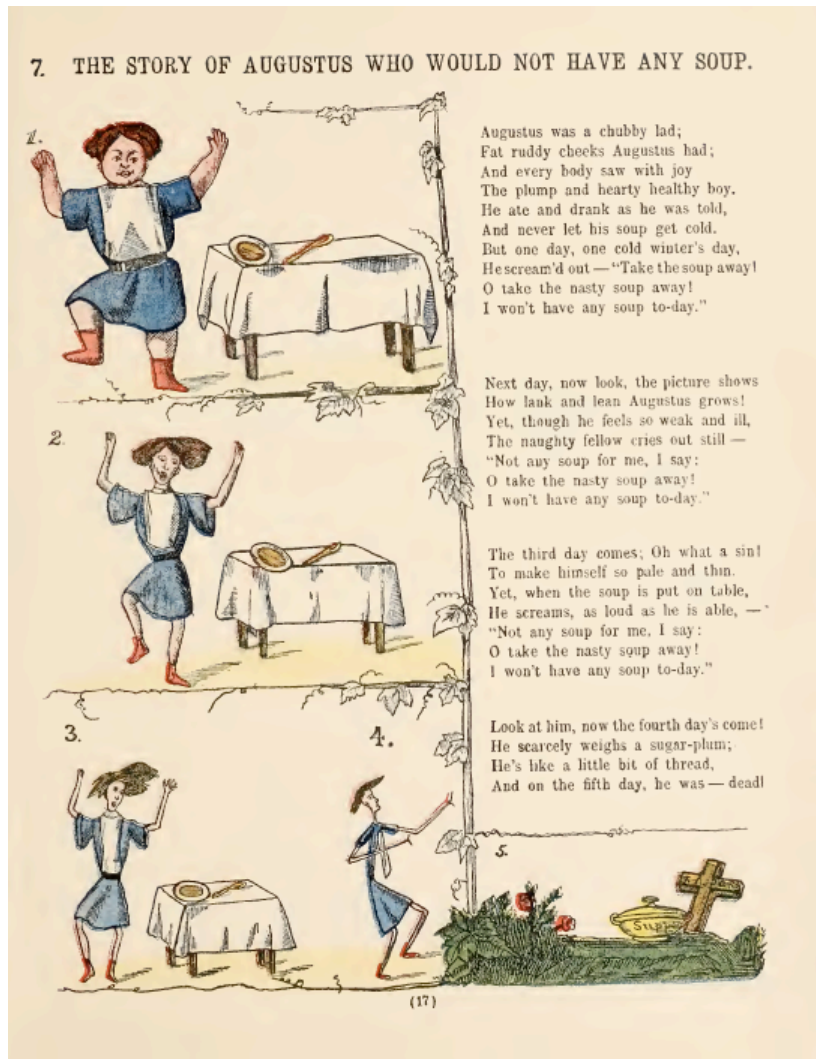 7. THE STORY OF AUGUSTUS WHO WOULD NOT HAVE ANY SOUP.
1.
Augustus was a chubby lad;
Fat ruddy cheeks Augustus had;
And every body saw with joy
The plump and hearty healthy boy.
He ate and drank as he was told,
And never let his soup get cold.
But one day, one cold winter's day,
He scream'd out — "Take the soup away!
O take the nasty soup away!
I won't have any soup to-day."
2.
Next day, now look, the picture shows
How lank and lean Augustus grows!
Yet, though he feels so weak and ill,
The naughty fellow cries out still —
"Not any soup for me, I say:
O take the nasty soup away!
I won't have any soup to-day."
The third day comes; Oh what a sin!
To make himself so pale and thin.
Yet, when the soup is put on table,
He screams, as loud as he is able, —
"Not any soup for me, I say:
O take the nasty soup away!
I won't have any soup to-day."
3.
4.
Look at him, now the fourth day's come!
He scarcely weighs a sugar-plum;
He's like a little bit of thread,
And on the fifth day, he was — dead!
5.
(17)